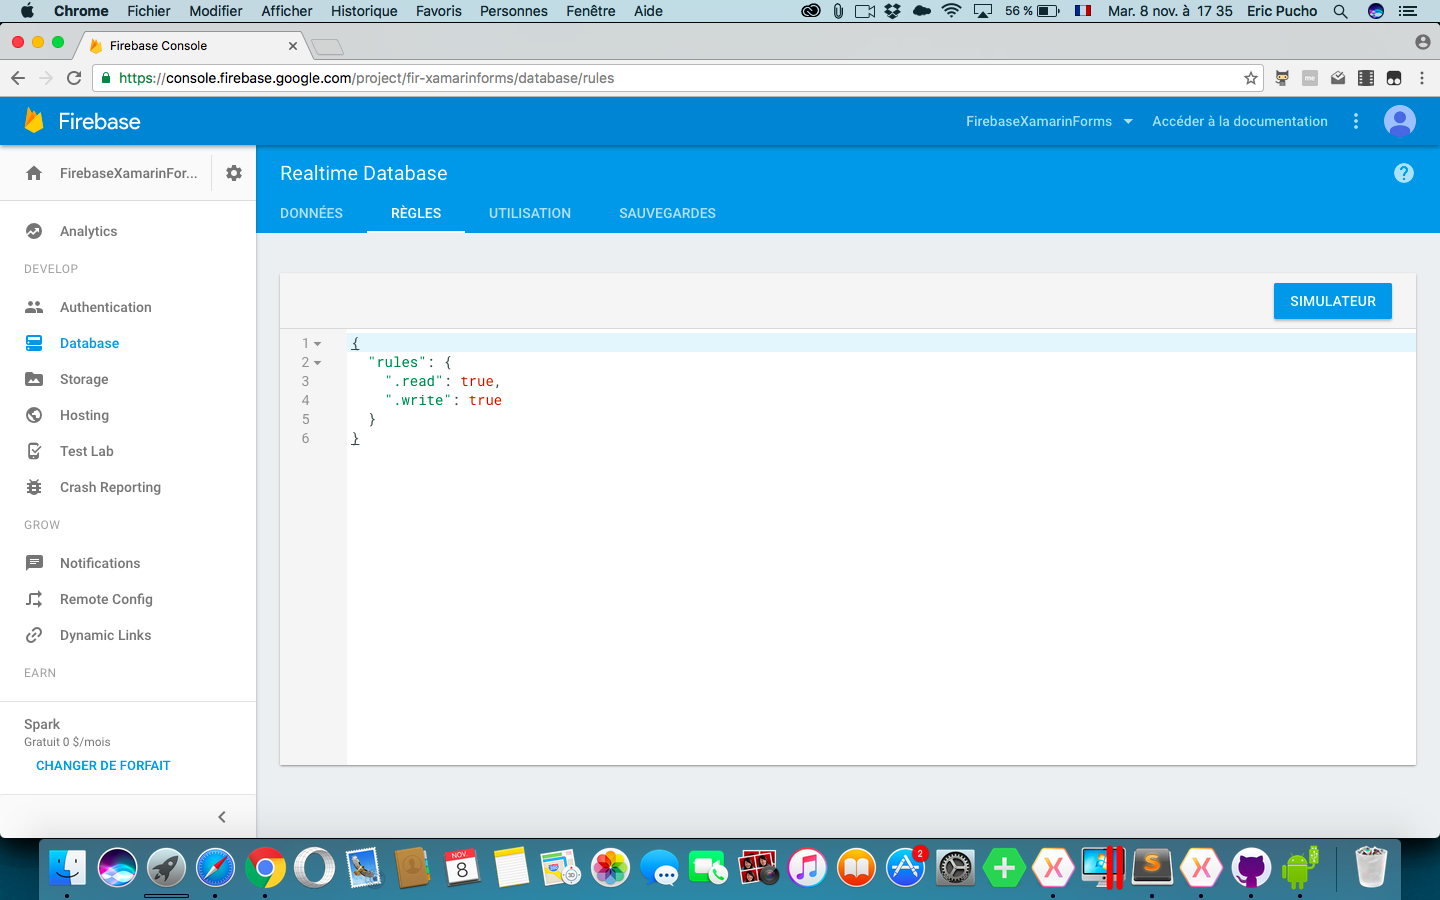 Chrome Fichier Modifier Afficher Historique Favoris Personnes Fenêtre Aide 56 % Mar. 8 nov. à 17 35 Eric Pucho
Firebase Console
https://console.firebase.google.com/project/fir-xamarinforms/database/rules
me
Firebase
FirebaseXamarinForms
Accéder à la documentation
FirebaseXamarinFor...
Realtime Database
?
DONNÉES RÈGLES UTILISATION SAUVEGARDES
Analytics
DEVELOP
Authentication
Database
Storage
Hosting
Test Lab
Crash Reporting
GROW
Notifications
Remote Config
Dynamic Links
EARN
Spark
Gratuit 0 $/mois
CHANGER DE FORFAIT
SIMULATEUR
1 {
2 "rules": {
3 ".read": true,
4 ".write": true
5 }
6 }
NOV.
8
3D
2
S